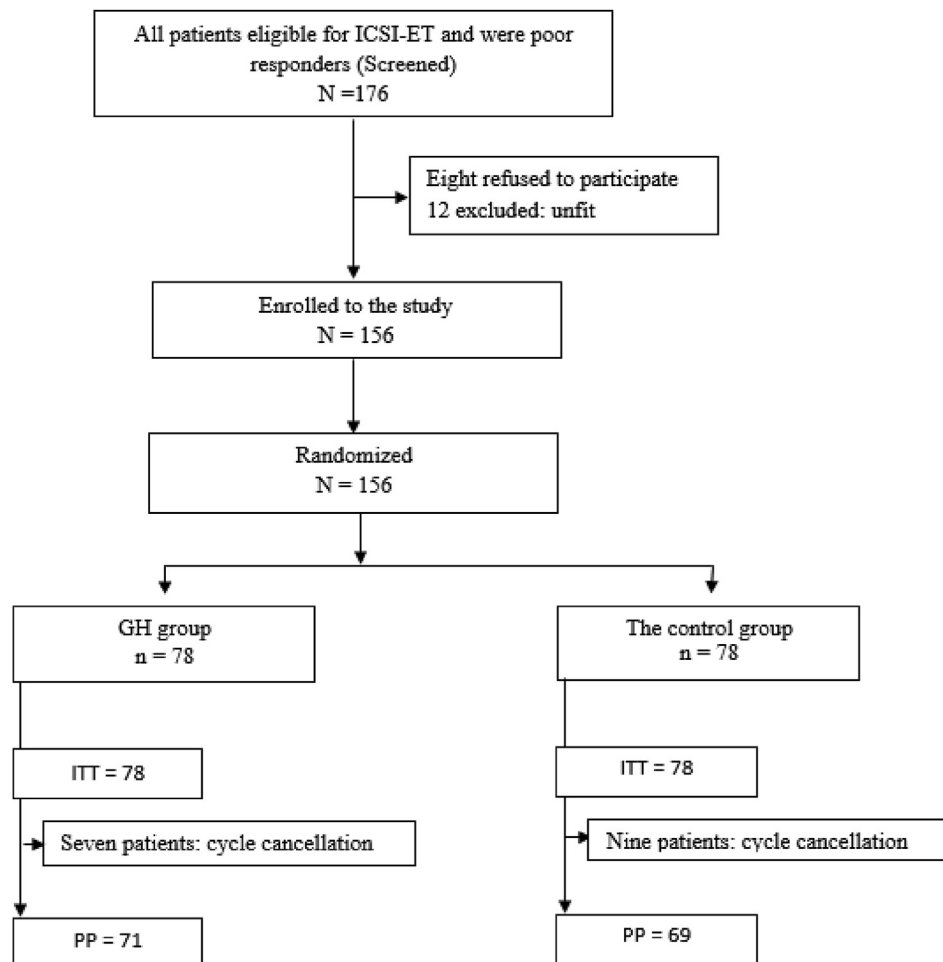 All patients eligible for ICSI-ET and were poor
responders (Screened)
N =176
Eight refused to participate
12 excluded: unfit
Enrolled to the study
N = 156
Randomized
N = 156
GH group
n = 78
The control group
n = 78
ITT = 78
ITT = 78
Seven patients: cycle cancellation
Nine patients: cycle cancellation
PP = 71
PP = 69